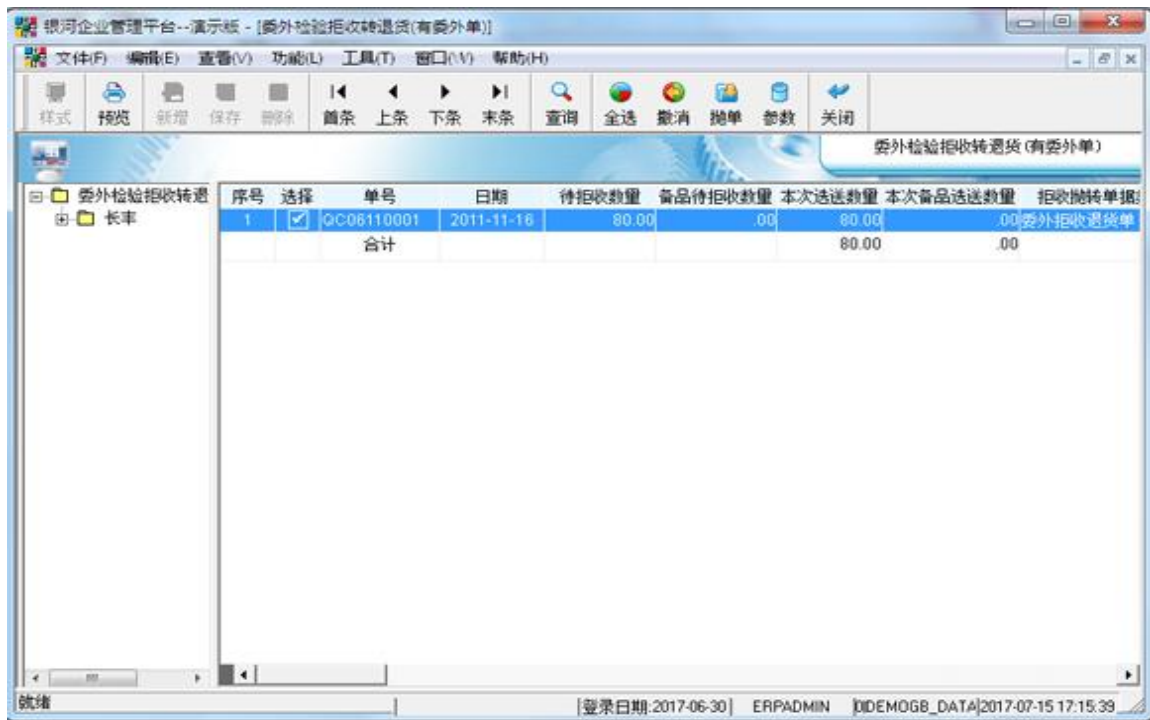 银河企业管理平台--演示版 - [委外检验拒收转退货(有委外单)]
文件(F) 编辑(E) 查看(V) 功能(L) 工具(T) 窗口(W) 帮助(H)
样式 预览 新增 保存 删除 首条 上条 下条 末条 查询 全选 撤消 抛单 参数 关闭
委外检验拒收转退货(有委外单)
委外检验拒收转退
长丰
序号 选择 单号 日期 待拒收数量 备品待拒收数量 本次选送数量 本次备品选送数量 拒收抛转单据
1 QC06110001 2011-11-16 80.00 .00 80.00 .00 委外拒收退货单
合计 80.00 .00
就绪 登录日期:2017-06-30 ERPADMIN 2017-07-15 17:15:39